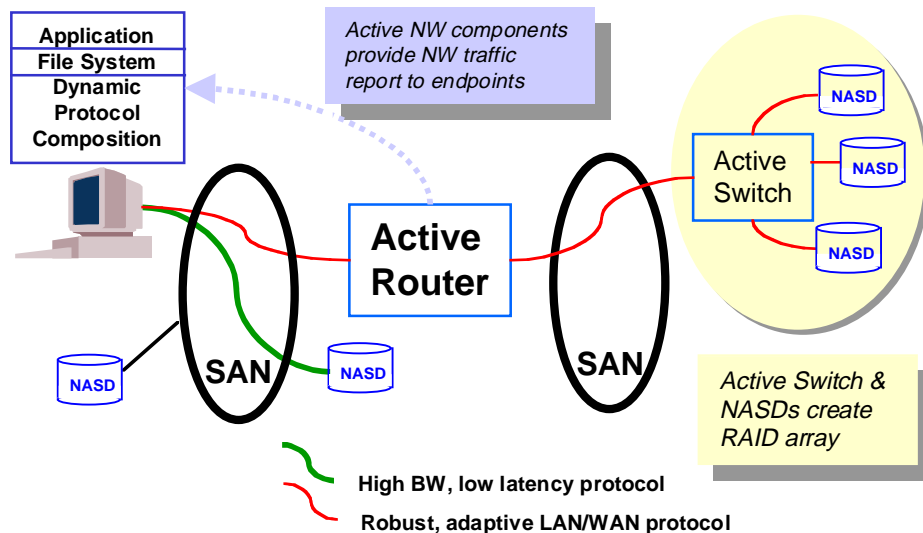 Application
File System
Dynamic
Protocol
Composition
Active NW components
provide NW traffic
report to endpoints
NASD
NASD
NASD
Active
Switch
Active
Router
SAN
SAN
NASD
NASD
Active Switch &
NASDs create
RAID array
High BW, low latency protocol
Robust, adaptive LAN/WAN protocol